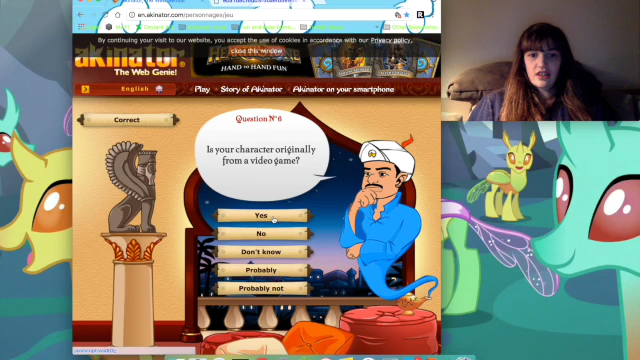 en.akinator.com/personnages/jeu
By continuing your visit to our website, you accept the use of cookies in accordance with our Privacy policy.
close this window
akinator
The Web Genie!
HAND TO HAND FUN
English
Play
Story of Akinator
Akinator on your smartphone
Correct
Question N°6
Is your character originally
from a video game?
Yes
No
Don't know
Probably
Probably not